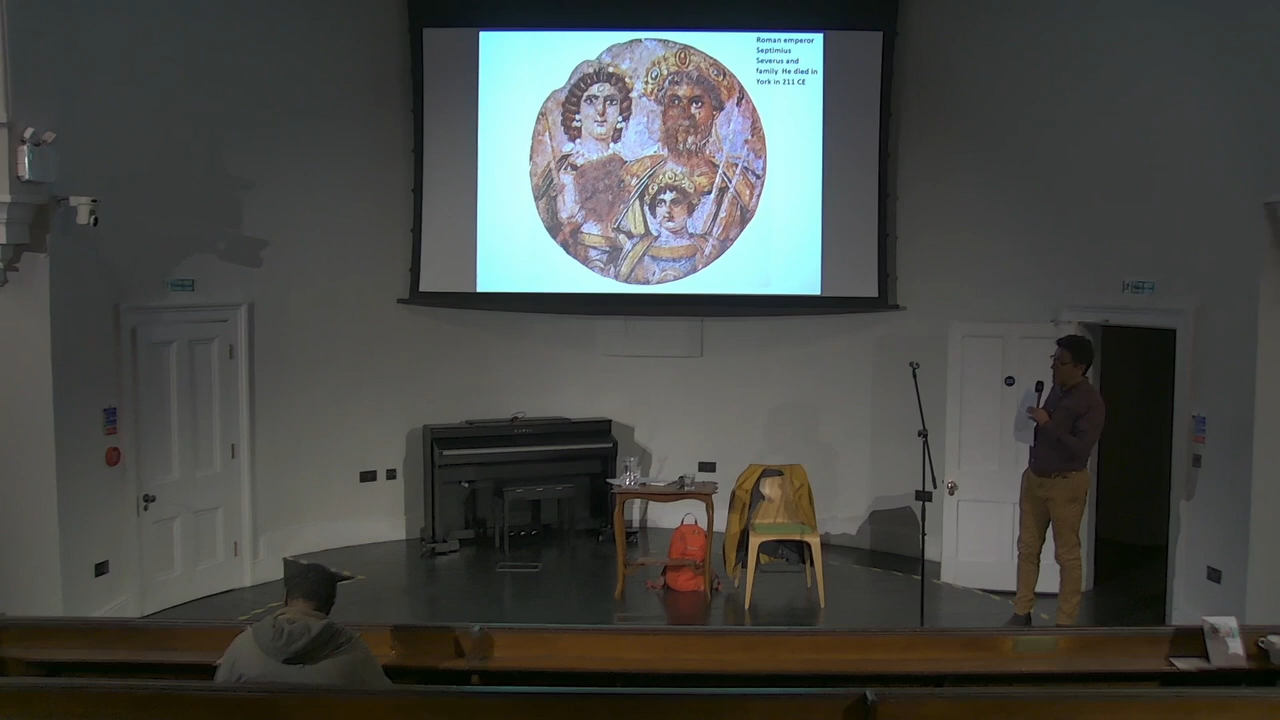 Roman emperor
Septimius
Severus and
family He died in
York in 211 CE